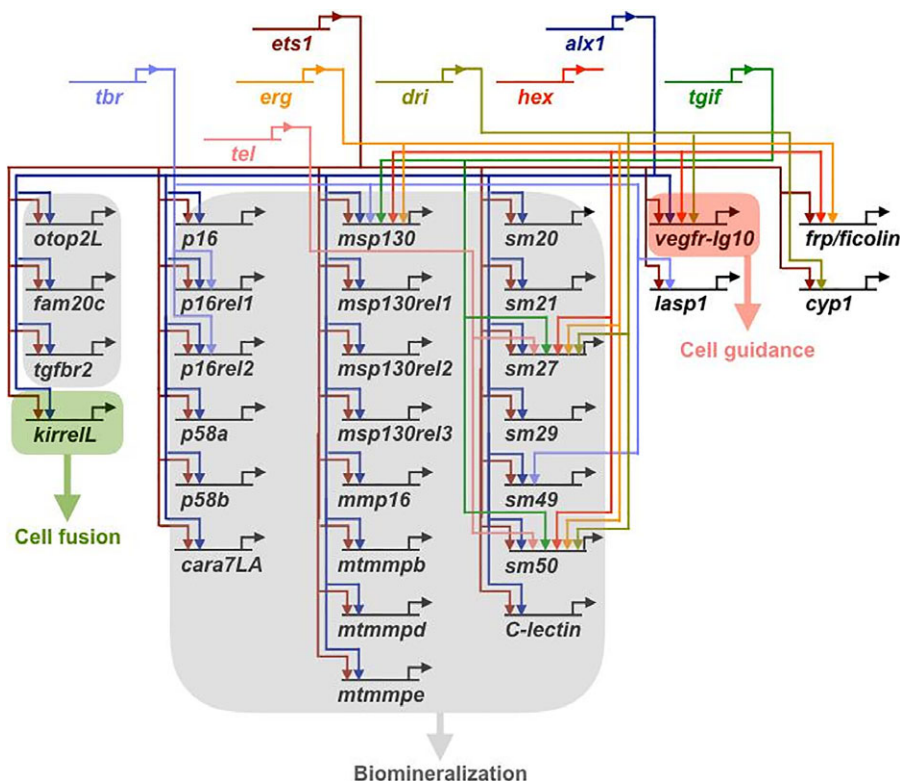 ets1 alx1
tbr erg dri hex tgif
tel
otop2L p16 msp130 sm20 vegfr-Ig10 frp/ficolin
fam20c p16rel1 msp130rel1 sm21 lasp1 cyp1
tgfbr2 p16rel2 msp130rel2 sm27 Cell guidance
kirrelL p58a msp130rel3 sm29
p58b mmp16 sm49
Cell fusion
cara7LA mtmmpb sm50
mtmmpd C-lectin
mtmmpe
Biomineralization